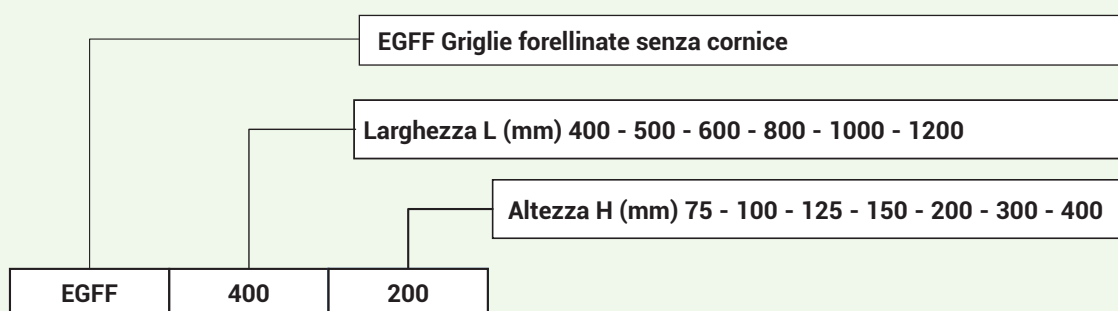 EGFF Griglie forellinate senza cornice
Larghezza L (mm) 400 - 500 - 600 - 800 - 1000 - 1200
Altezza H (mm) 75 - 100 - 125 - 150 - 200 - 300 - 400
EGFF 400 200